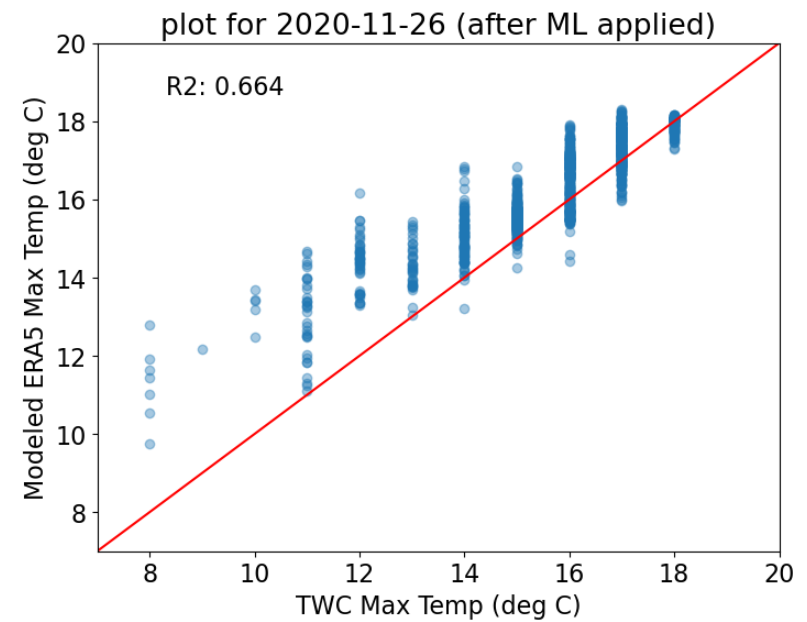 plot for 2020-11-26 (after ML applied)
R2: 0.664
Modeled ERA5 Max Temp (deg C)
20
18
16
14
12
10
8
8 10 12 14 16 18 20
TWC Max Temp (deg C)